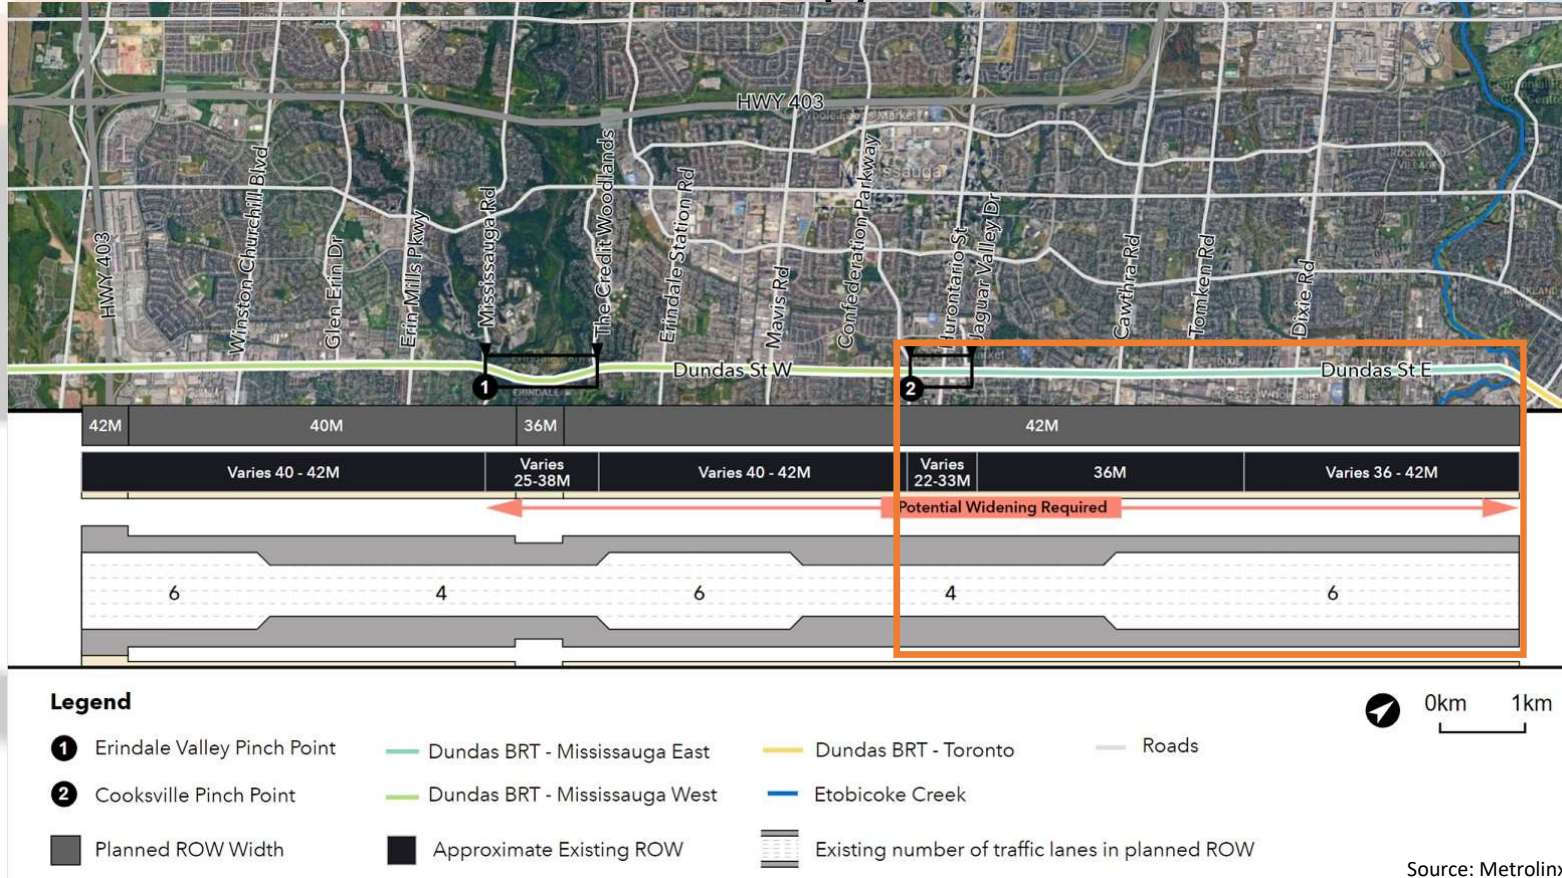 HWY 403
Whole Foods Market
HWY 403
Winston Churchill Blvd
Glen Erin Dr
Erin Mills Pkwy
Mississauga Rd
The Credit Woodlands
Erindale Station Rd
Mavis Rd
Confederation Parkway
Hurontario St
Jaguar Valley Dr
Cawthra Rd
Tomken Rd
Dixie Rd
ERINDALE
Dundas St W
Dundas St E
1
2
42M
40M
36M
42M
Varies 40 - 42M
Varies
25-38M
Varies 40 - 42M
Varies
22-33M
36M
Varies 36 - 42M
Potential Widening Required
6
4
6
4
6
Legend
0km 1km
1 Erindale Valley Pinch Point
Dundas BRT - Mississauga East
Dundas BRT - Toronto
Roads
2 Cooksville Pinch Point
Dundas BRT - Mississauga West
Etobicoke Creek
Planned ROW Width
Approximate Existing ROW
Existing number of traffic lanes in planned ROW
Source: Metrolinx